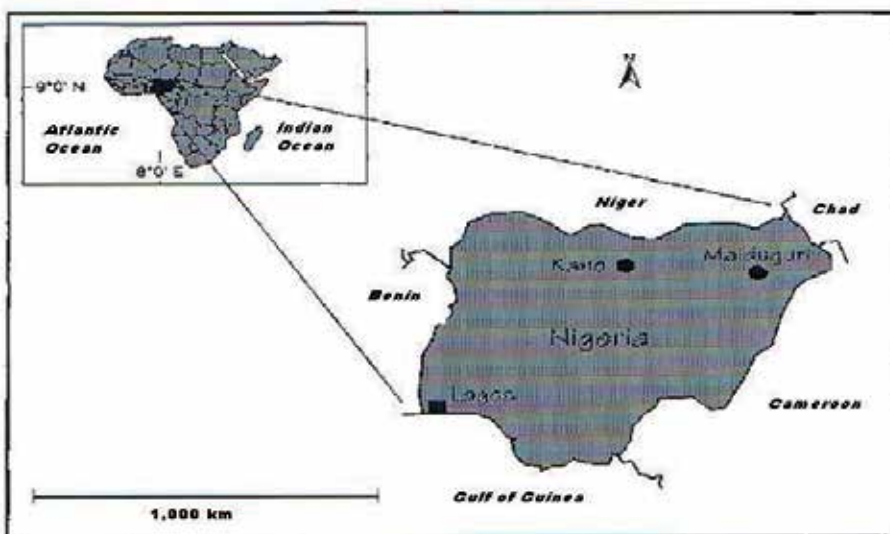 N
9°0' N
Atlantic
Ocean
Indian
Ocean
8°0' E
Niger
Chad
Kano
Maiduguri
Benin
Nigeria
Lagos
Cameroon
Gulf of Guinea
1,000 km